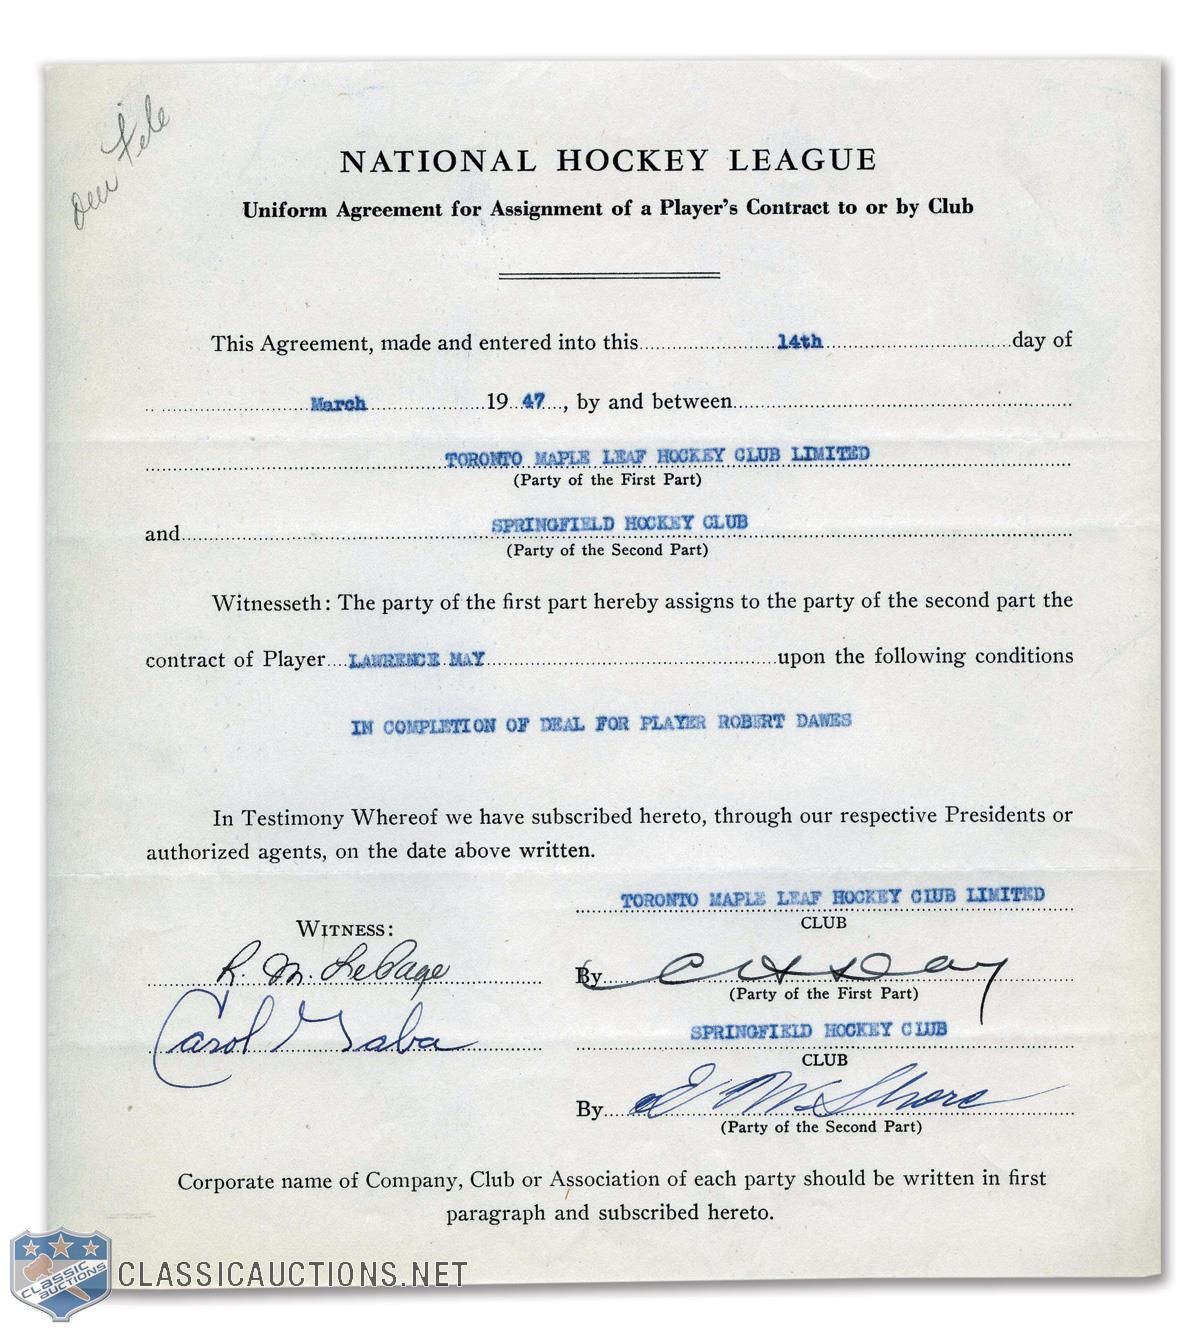 Our File
NATIONAL HOCKEY LEAGUE
Uniform Agreement for Assignment of a Player's Contract to or by Club
This Agreement, made and entered into this 14th day of
March 19 47 , by and between
TORONTO MAPLE LEAF HOCKEY CLUB LIMITED
(Party of the First Part)
and SPRINGFIELD HOCKEY CLUB
(Party of the Second Part)
Witnesseth: The party of the first part hereby assigns to the party of the second part the
contract of Player LAWRENCE MAY upon the following conditions
IN COMPLETION OF DEAL FOR PLAYER ROBERT DAWES
In Testimony Whereof we have subscribed hereto, through our respective Presidents or
authorized agents, on the date above written.
TORONTO MAPLE LEAF HOCKEY CLUB LIMITED
CLUB
WITNESS:
R. M. LePage
By C H Day
(Party of the First Part)
SPRINGFIELD HOCKEY CLUB
Carol Gaba
CLUB
By E W Shore
(Party of the Second Part)
Corporate name of Company, Club or Association of each party should be written in first
paragraph and subscribed hereto.
CLASSIC AUCTIONS
CLASSICAUCTIONS.NET